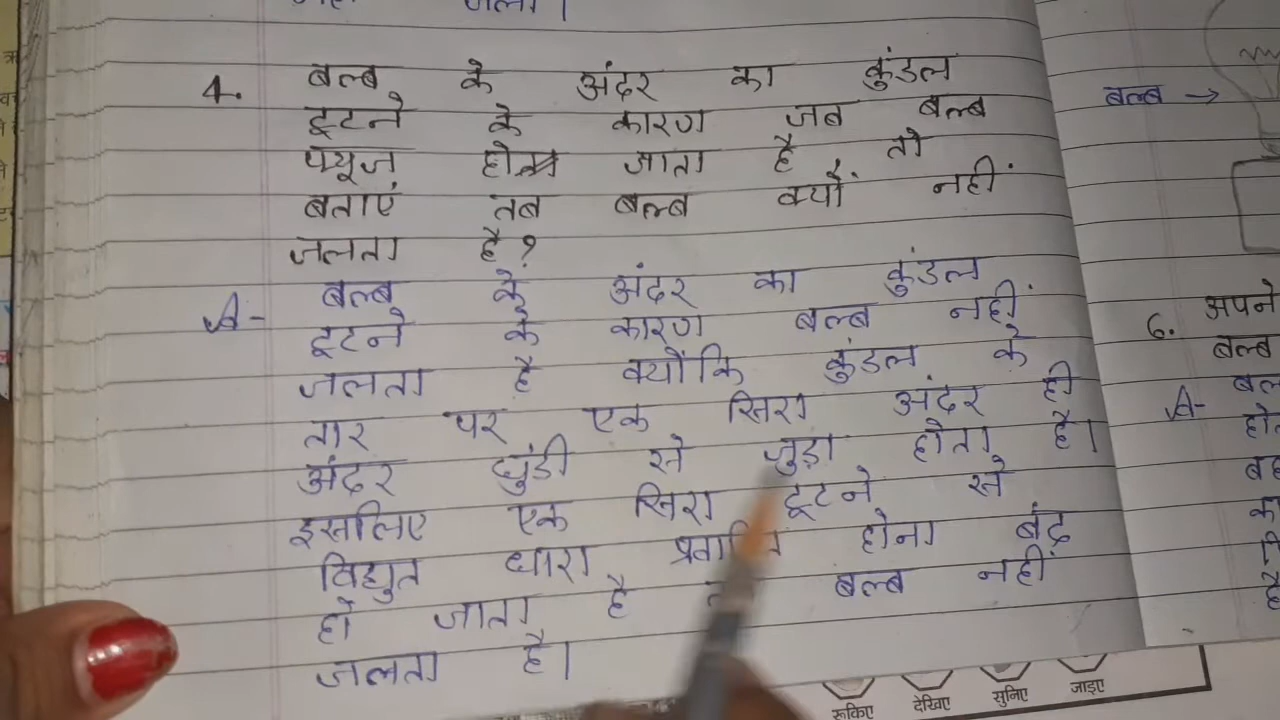 जला।
4. बल्ब के अंदर का कुंडल
टूटने के कारण जब बल्ब
फ्यूज हो जाता है तो
बताएं तब बल्ब क्यों नहीं
जलता है?
A- बल्ब के अंदर का कुंडल
टूटने के कारण बल्ब नहीं
जलता है क्योंकि कुंडल के
तार पर एक सिरा अंदर ही
अंदर घुंडी से जुड़ा होता है।
इसलिए एक सिरा टूटने से
विद्युत धारा होना बंद
हो जाता है बल्ब नहीं
जलता है।
बल्ब →
6. अपने
बल्ब
A-
रूकिए देखिए सुनिए जाइए